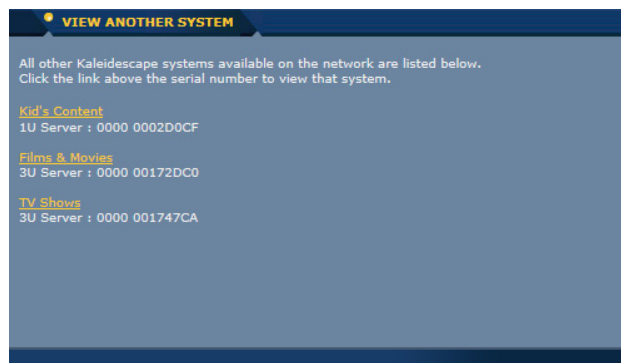 VIEW ANOTHER SYSTEM
All other Kaleidescape systems available on the network are listed below.
Click the link above the serial number to view that system.
Kid's Content
1U Server : 0000 0002D0CF
Films & Movies
3U Server : 0000 00172DC0
TV Shows
3U Server : 0000 001747CA